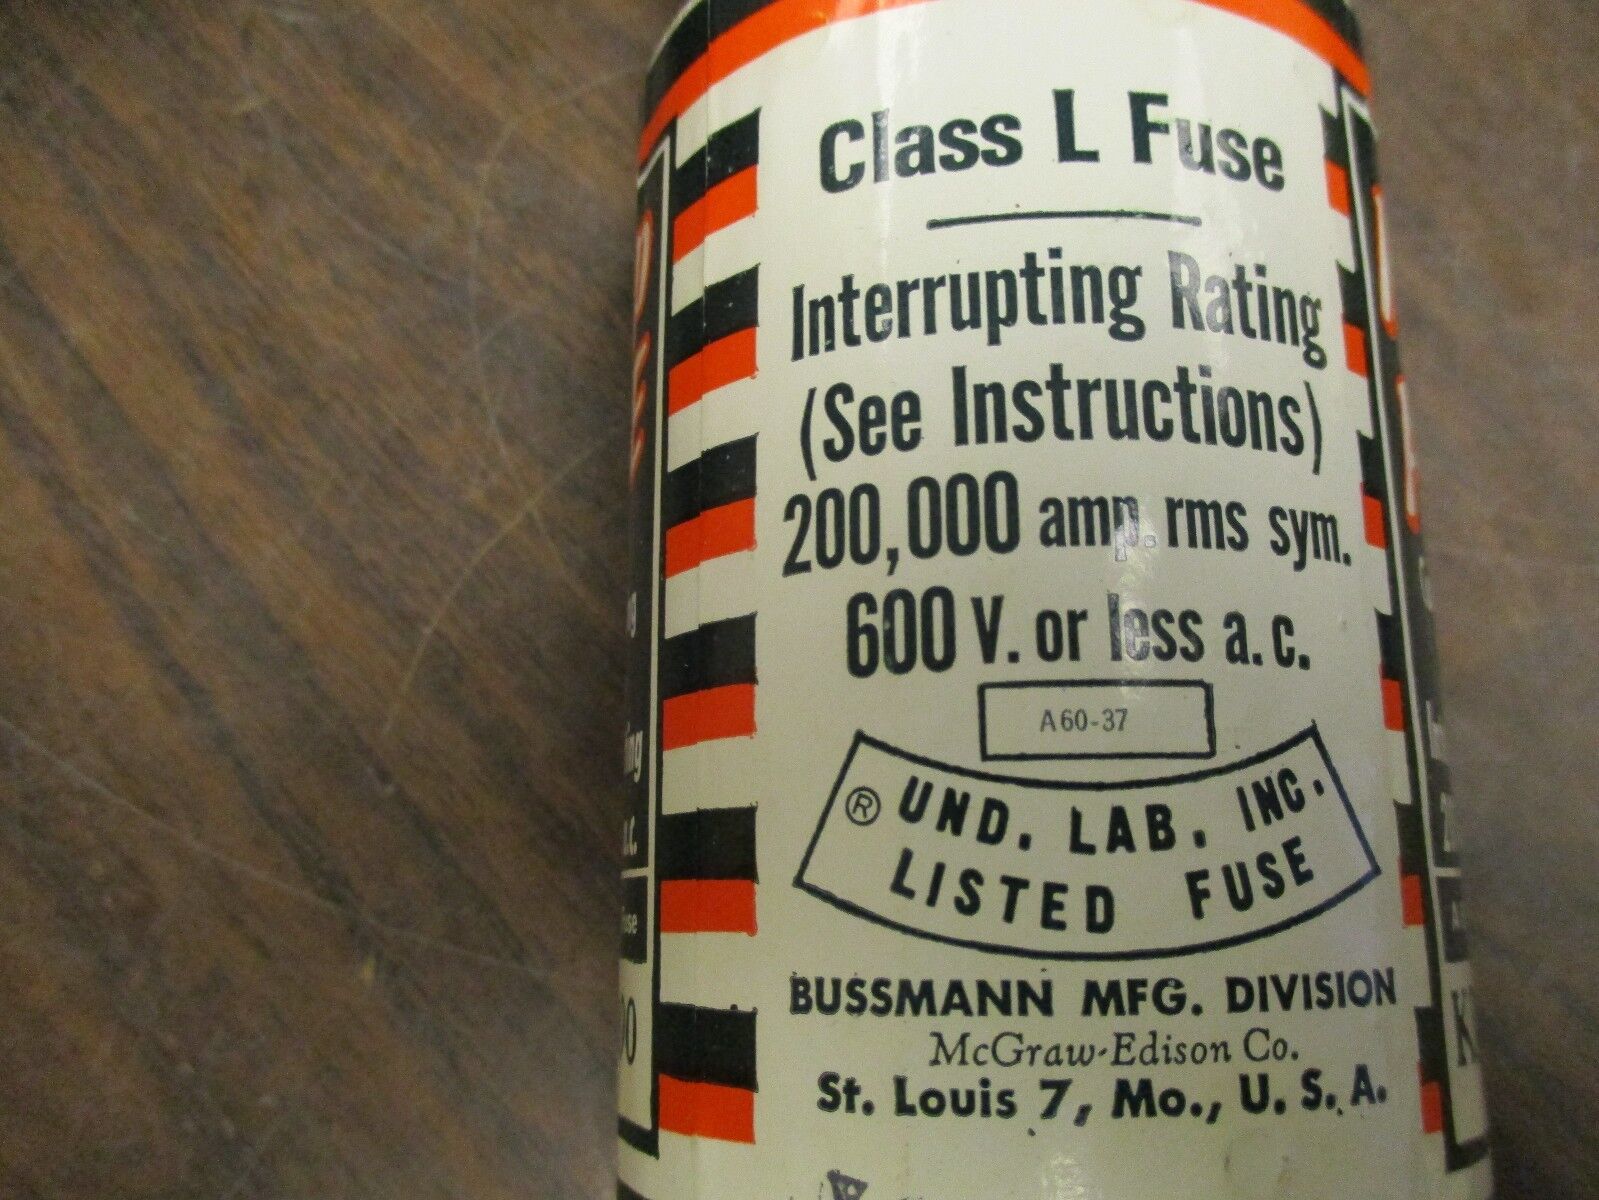 Class L Fuse
Interrupting Rating
(See Instructions)
200,000 amp. rms sym.
600 V. or less a. c.
A60-37
® UND. LAB. INC.
LISTED FUSE
BUSSMANN MFG. DIVISION
McGraw-Edison Co.
St. Louis 7, Mo., U. S. A.